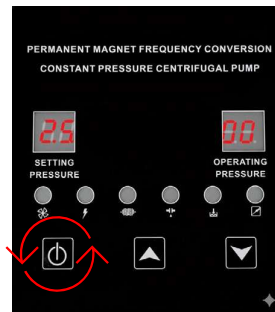 PERMANENT MAGNET FREQUENCY CONVERSION
CONSTANT PRESSURE CENTRIFUGAL PUMP
2.5 00
SETTING PRESSURE
OPERATING PRESSURE